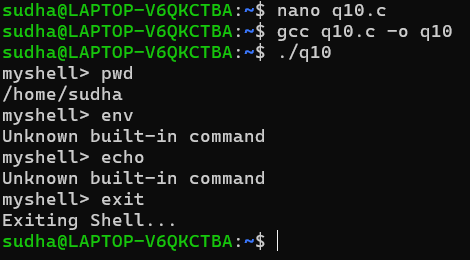 sudha@LAPTOP-V6QKCTBA:~$ nano q10.c
sudha@LAPTOP-V6QKCTBA:~$ gcc q10.c -o q10
sudha@LAPTOP-V6QKCTBA:~$ ./q10
myshell> pwd
/home/sudha
myshell> env
Unknown built-in command
myshell> echo
Unknown built-in command
myshell> exit
Exiting Shell...
sudha@LAPTOP-V6QKCTBA:~$